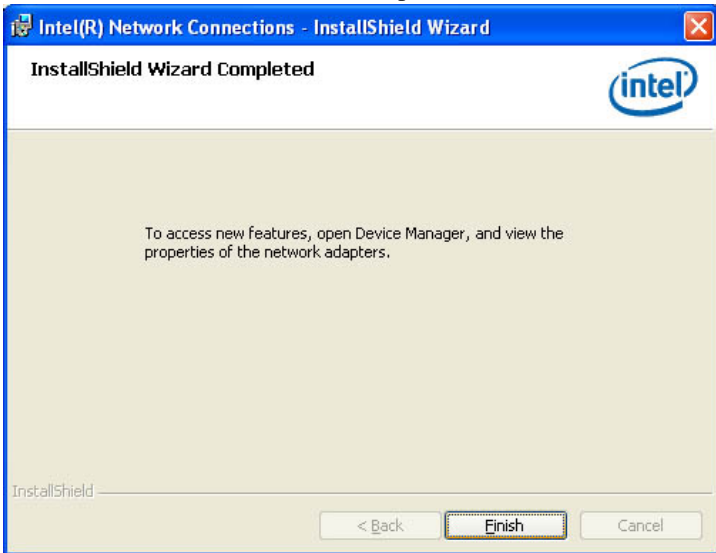 Intel(R) Network Connections - InstallShield Wizard
InstallShield Wizard Completed
intel
To access new features, open Device Manager, and view the
properties of the network adapters.
InstallShield
< Back
Finish
Cancel